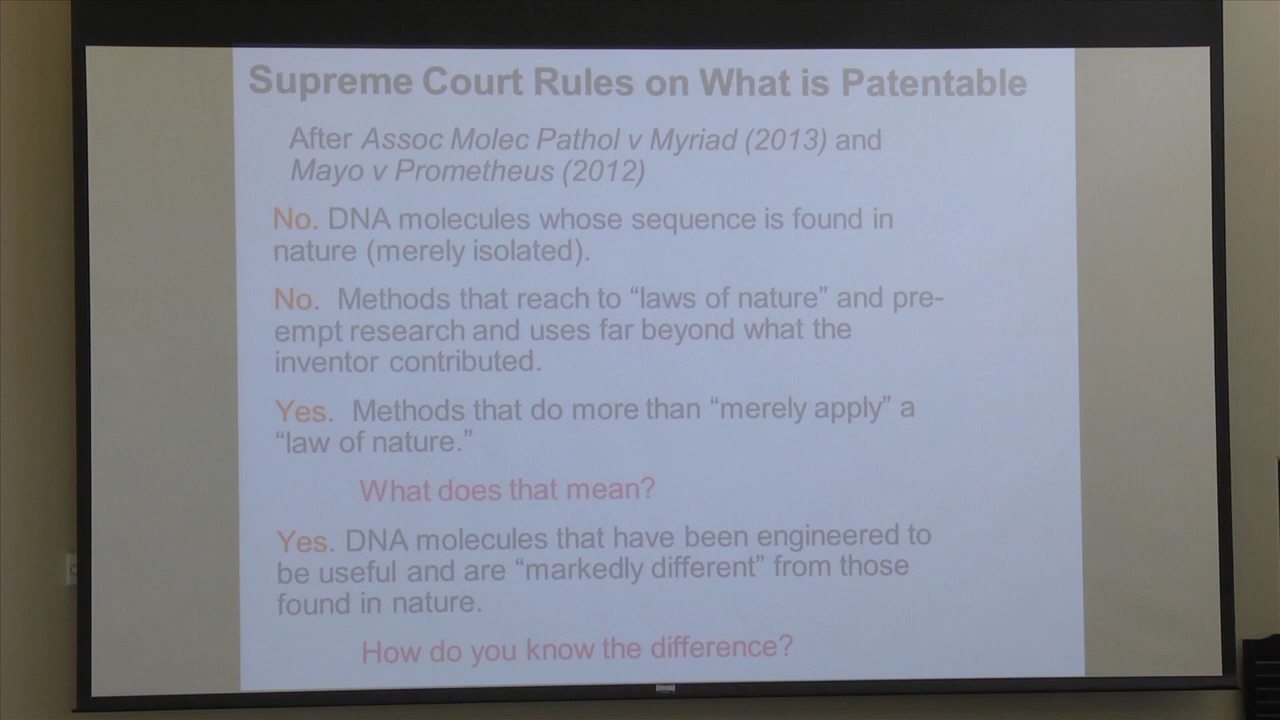 Supreme Court Rules on What is Patentable
After Assoc Molec Pathol v Myriad (2013) and
Mayo v Prometheus (2012)
No. DNA molecules whose sequence is found in
nature (merely isolated).
No. Methods that reach to “laws of nature” and pre-
empt research and uses far beyond what the
inventor contributed.
Yes. Methods that do more than “merely apply” a
“law of nature.”
What does that mean?
Yes. DNA molecules that have been engineered to
be useful and are “markedly different” from those
found in nature.
How do you know the difference?